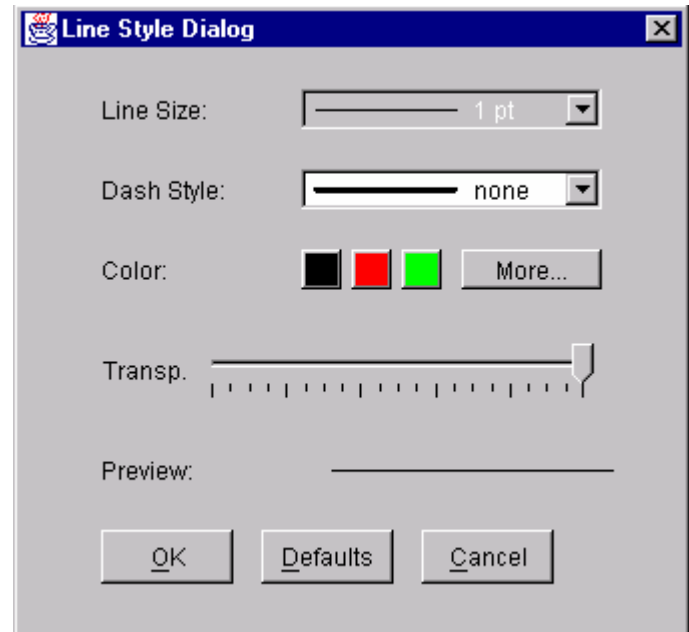 Line Style Dialog
Line Size: 1 pt
Dash Style: none
Color: More...
Transp.
Preview:
OK Defaults Cancel